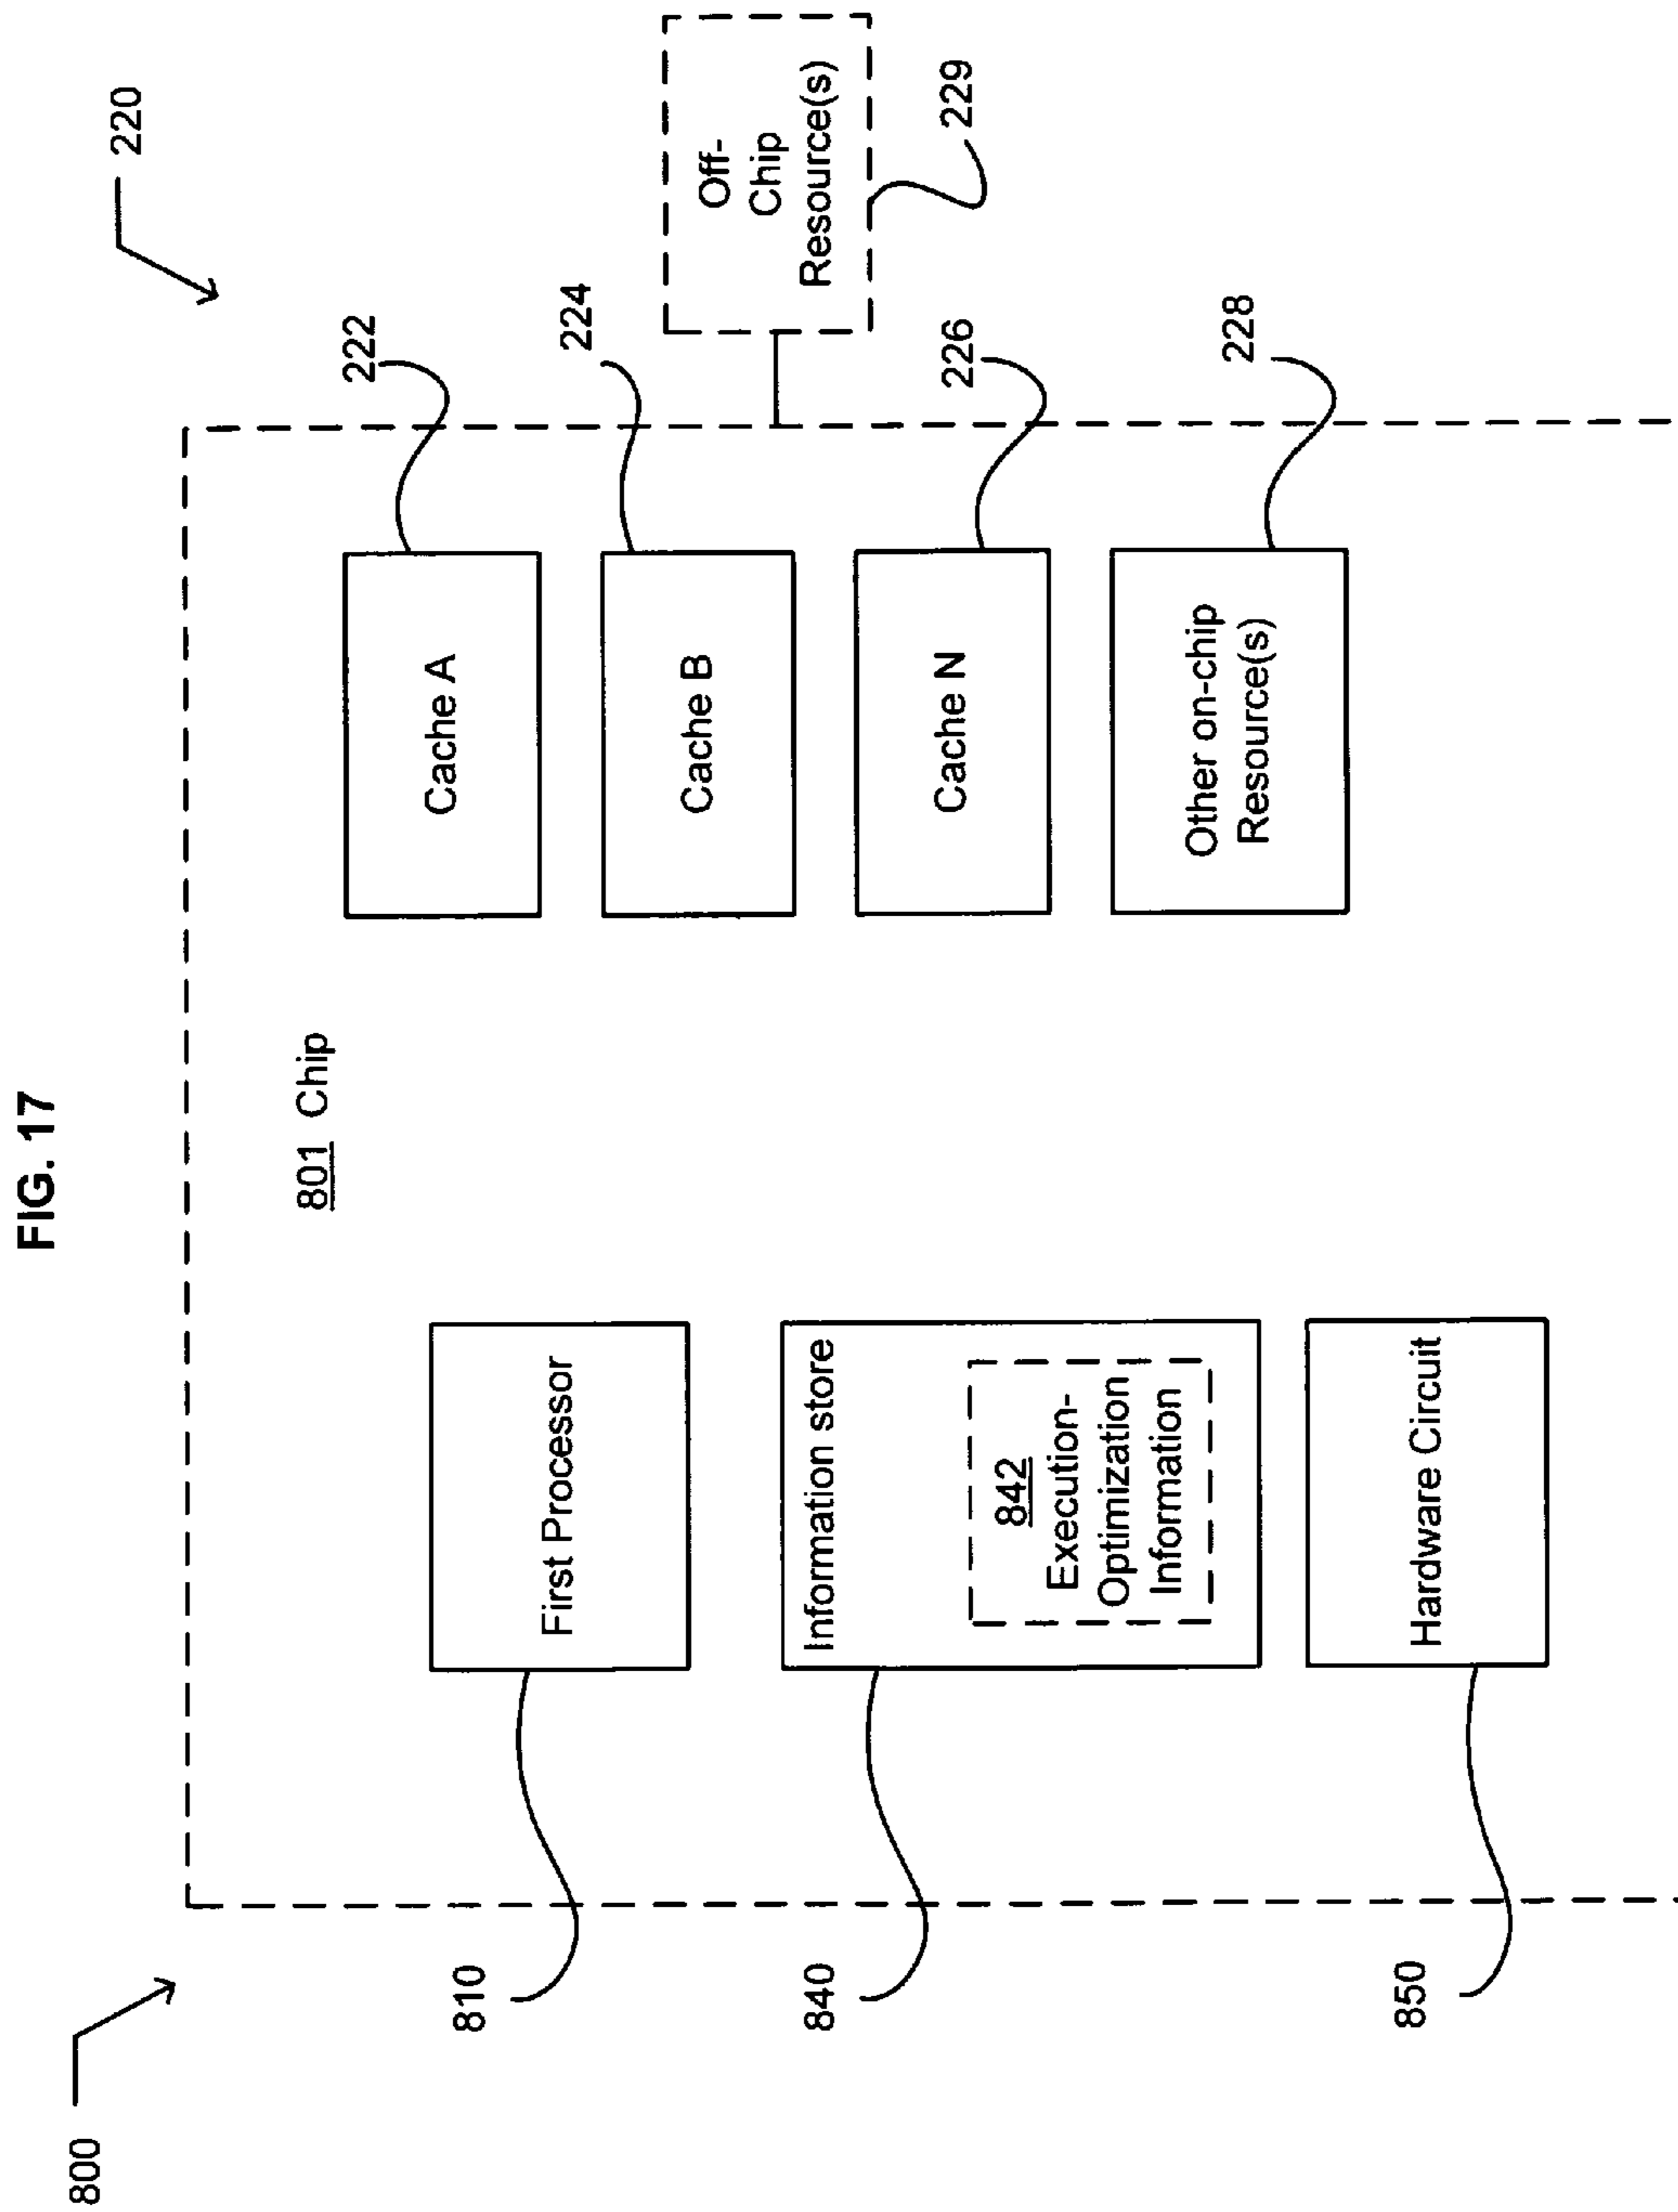 FIG. 17
800
220
801 Chip
810
First Processor
840
Information store
842
Execution-
Optimization
Information
850
Hardware Circuit
Cache A
222
Cache B
224
Cache N
226
Other on-chip
Resource(s)
228
Off-
Chip
Resource(s)
229